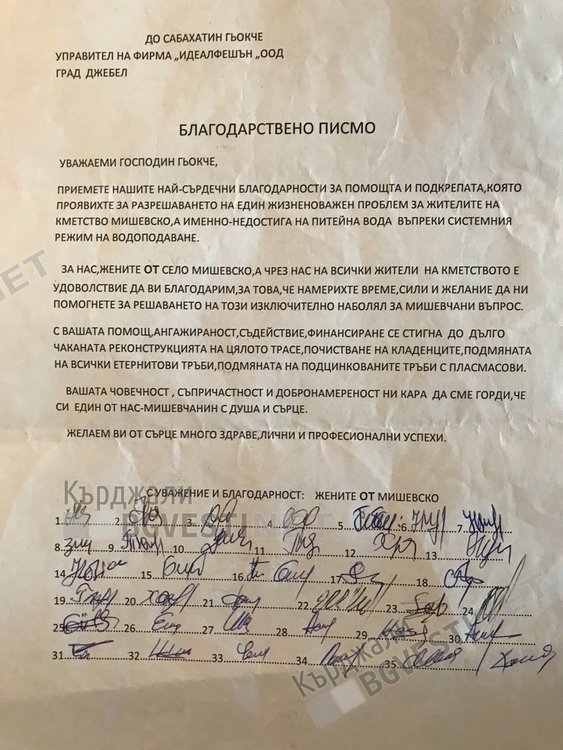 ДО САБАХАТИН ГЬОКЧЕ
УПРАВИТЕЛ НА ФИРМА „ИДЕАЛФЕШЪН „ООД
ГРАД ДЖЕБЕЛ
БЛАГОДАРСТВЕНО ПИСМО
УВАЖАЕМИ ГОСПОДИН ГЬОКЧЕ,
ПРИЕМЕТЕ НАШИТЕ НАЙ-СЪРДЕЧНИ БЛАГОДАРНОСТИ ЗА ПОМОЩТА И ПОДКРЕПАТА,КОЯТО
ПРОЯВИХТЕ ЗА РАЗРЕШАВАНЕТО НА ЕДИН ЖИЗНЕНОВАЖЕН ПРОБЛЕМ ЗА ЖИТЕЛИТЕ НА
КМЕТСТВО МИШЕВСКО,А ИМЕННО-НЕДОСТИГА НА ПИТЕЙНА ВОДА ВЪПРЕКИ СИСТЕМНИЯ
РЕЖИМ НА ВОДОПОДАВАНЕ.
ЗА НАС,ЖЕНИТЕ ОТ СЕЛО МИШЕВСКО,А ЧРЕЗ НАС НА ВСИЧКИ ЖИТЕЛИ НА КМЕТСТВОТО Е
УДОВОЛСТВИЕ ДА ВИ БЛАГОДАРИМ,ЗА ТОВА,ЧЕ НАМЕРИХТЕ ВРЕМЕ,СИЛИ И ЖЕЛАНИЕ ДА НИ
ПОМОГНЕТЕ ЗА РЕШАВАНЕТО НА ТОЗИ ИЗКЛЮЧИТЕЛНО НАБОЛЯЛ ЗА МИШЕВЧАНИ ВЪПРОС.
С ВАШАТА ПОМОЩ,АНГАЖИРАНОСТ,СЪДЕЙСТВИЕ,ФИНАНСИРАНЕ СЕ СТИГНА ДО ДЪЛГО
ЧАКАНАТА РЕКОНСТРУКЦИЯТА НА ЦЯЛОТО ТРАСЕ,ПОЧИСТВАНЕ НА КЛАДЕНЦИТЕ,ПОДМЯНАТА
НА ВСИЧКИ ЕТЕРНИТОВИ ТРЪБИ,ПОДМЯНАТА НА ПОДЦИНКОВАНИТЕ ТРЪБИ С ПЛАСМАСОВИ.
ВАШАТА ЧОВЕЧНОСТ , СЪПРИЧАСТНОСТ И ДОБРОНАМЕРЕНОСТ НИ КАРА ДА СМЕ ГОРДИ,ЧЕ
СИ ЕДИН ОТ НАС-МИШЕВЧАНИН С ДУША И СЪРЦЕ.
ЖЕЛАЕМ ВИ ОТ СЪРЦЕ МНОГО ЗДРАВЕ,ЛИЧНИ И ПРОФЕСИОНАЛНИ УСПЕХИ.
С УВАЖЕНИЕ И БЛАГОДАРНОСТ: ЖЕНИТЕ ОТ МИШЕВСКО
Кърджали
BGVESTI.NET
1. 2. 3. 4. 5. 6. 7.
8. 9. 10. 11. 12. 13.
14. 15. 16. 17. 18.
19. 20. 21. 22. 23. 24.
25. 26. 27. 28. 29. 30.
31. 32. 33. 34. 35.
Кърджали
BGVESTI
NET